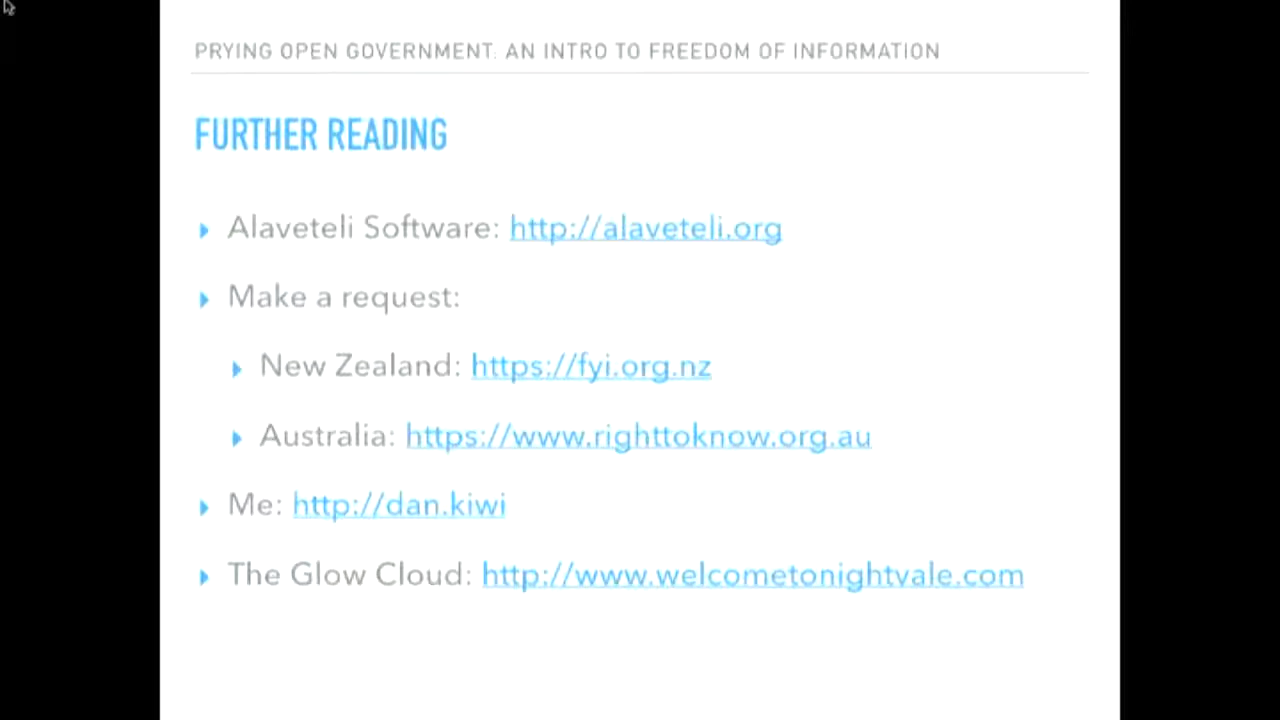 PRYING OPEN GOVERNMENT: AN INTRO TO FREEDOM OF INFORMATION
FURTHER READING
Alaveteli Software: http://alaveteli.org
Make a request:
New Zealand: https://fyi.org.nz
Australia: https://www.righttoknow.org.au
Me: http://dan.kiwi
The Glow Cloud: http://www.welcometonightvale.com